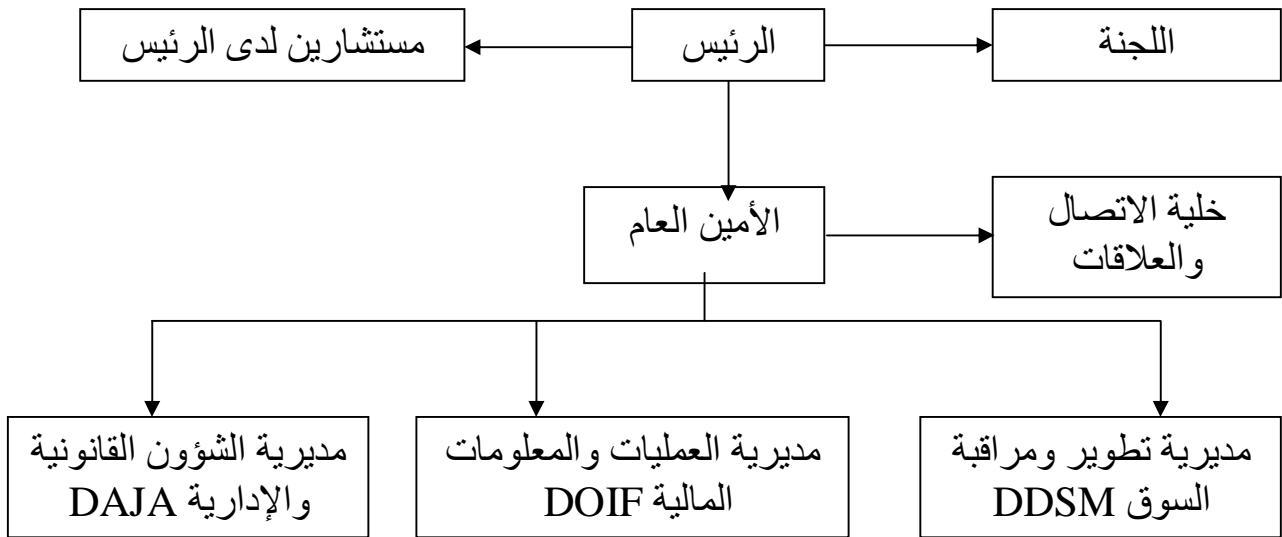 اللجنة
الرئيس
مستشارين لدى الرئيس
خلية الاتصال
والعلاقات
الأمين العام
مديرية تطوير ومراقبة
السوق DDSM
مديرية العمليات والمعلومات
المالية DOIF
مديرية الشؤون القانونية
والإدارية DAJA